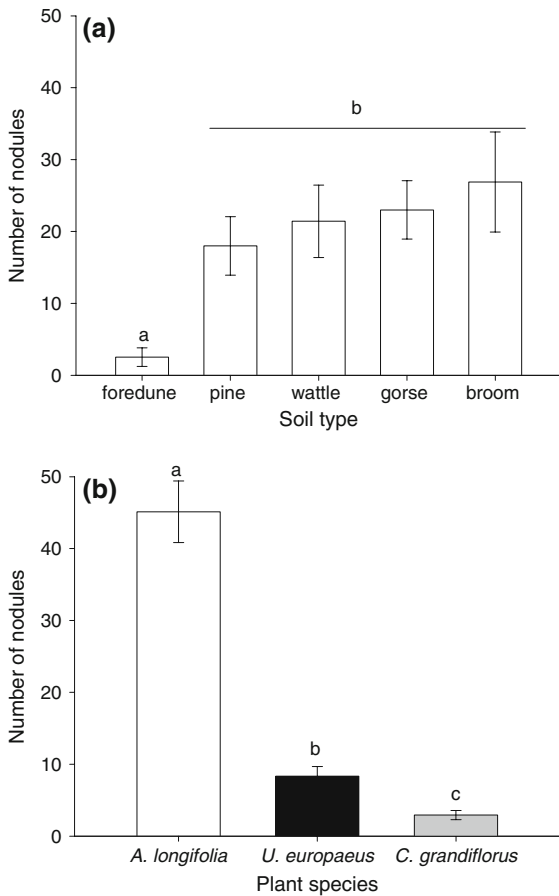 (a)
Number of nodules
50
40
30
20
10
0
a
b
foredune pine wattle gorse broom
Soil type
(b)
Number of nodules
50
40
30
20
10
0
a
b
c
A. longifolia U. europaeus C. grandiflorus
Plant species